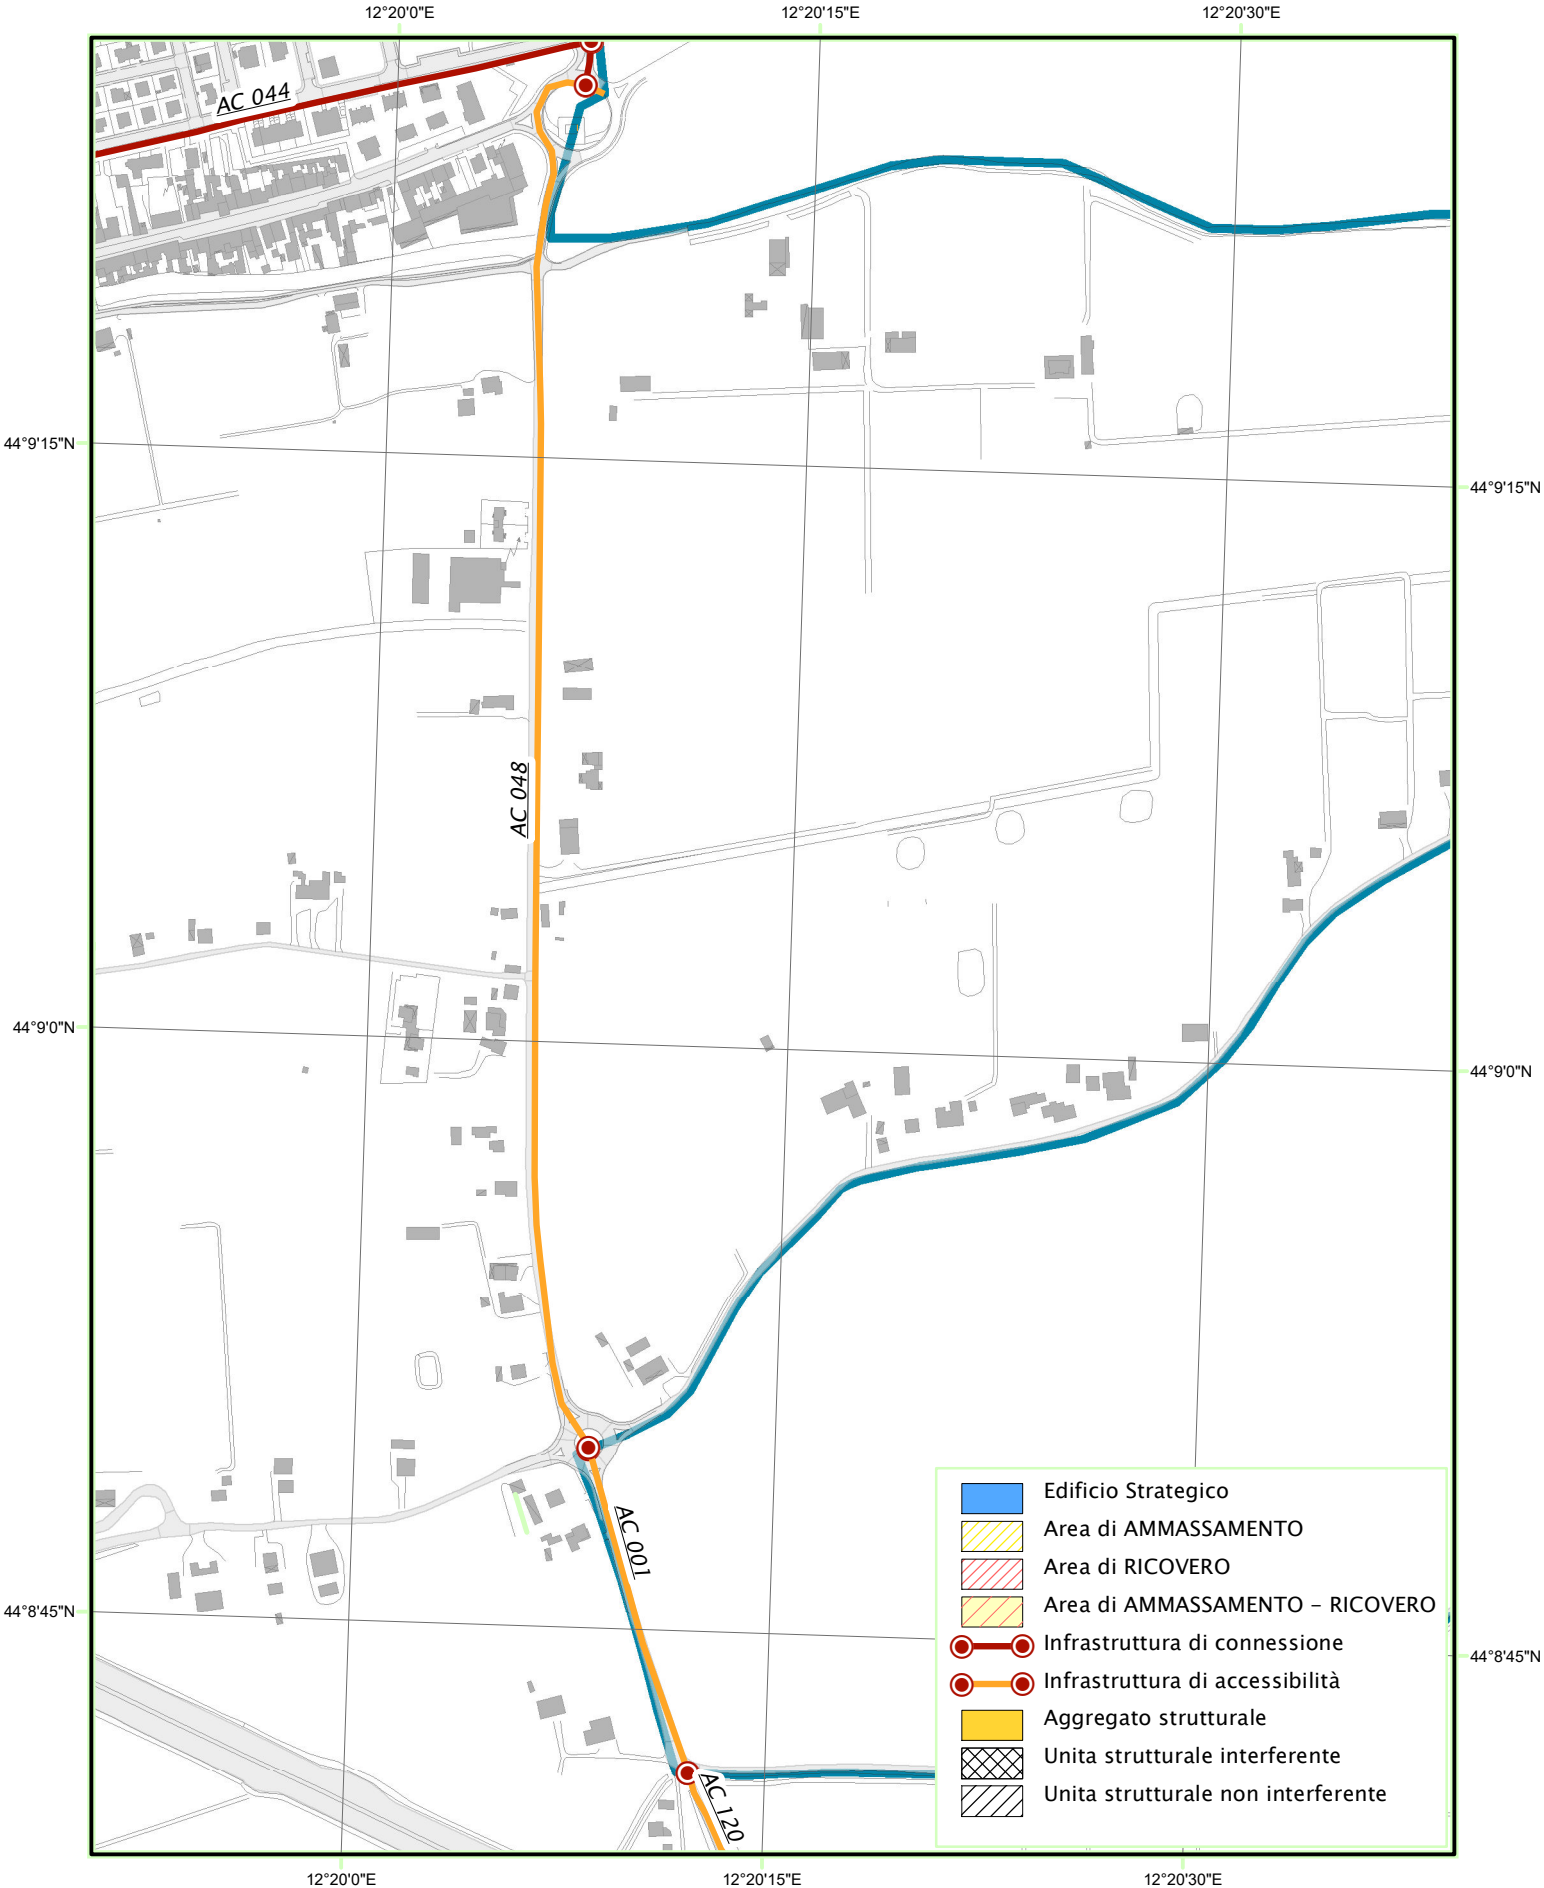 12°20'0"E
12°20'15"E
12°20'30"E
AC 044
44°9'15"N
44°9'15"N
AC 048
44°9'0"N
44°9'0"N
AC 001
Edificio Strategico
Area di AMMASSAMENTO
Area di RICOVERO
Area di AMMASSAMENTO - RICOVERO
Infrastruttura di connessione
Infrastruttura di accessibilità
Aggregato strutturale
Unita strutturale interferente
Unita strutturale non interferente
44°8'45"N
44°8'45"N
AC 120
12°20'0"E
12°20'15"E
12°20'30"E